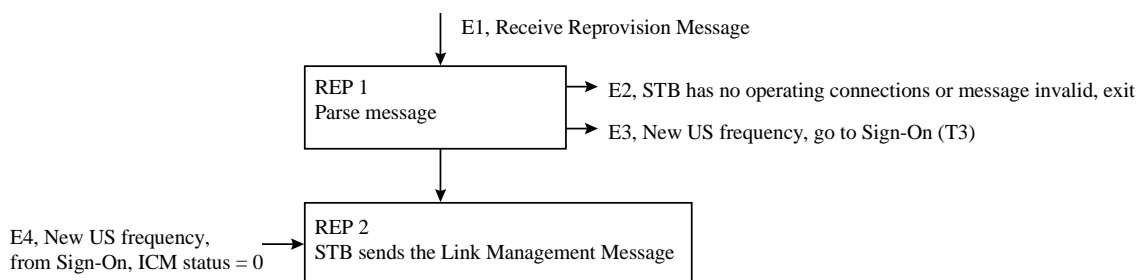 E1, Receive Reprovision Message
REP 1
Parse message
E2, STB has no operating connections or message invalid, exit
E3, New US frequency, go to Sign-On (T3)
REP 2
STB sends the Link Management Message
E4, New US frequency,
from Sign-On, ICM status = 0